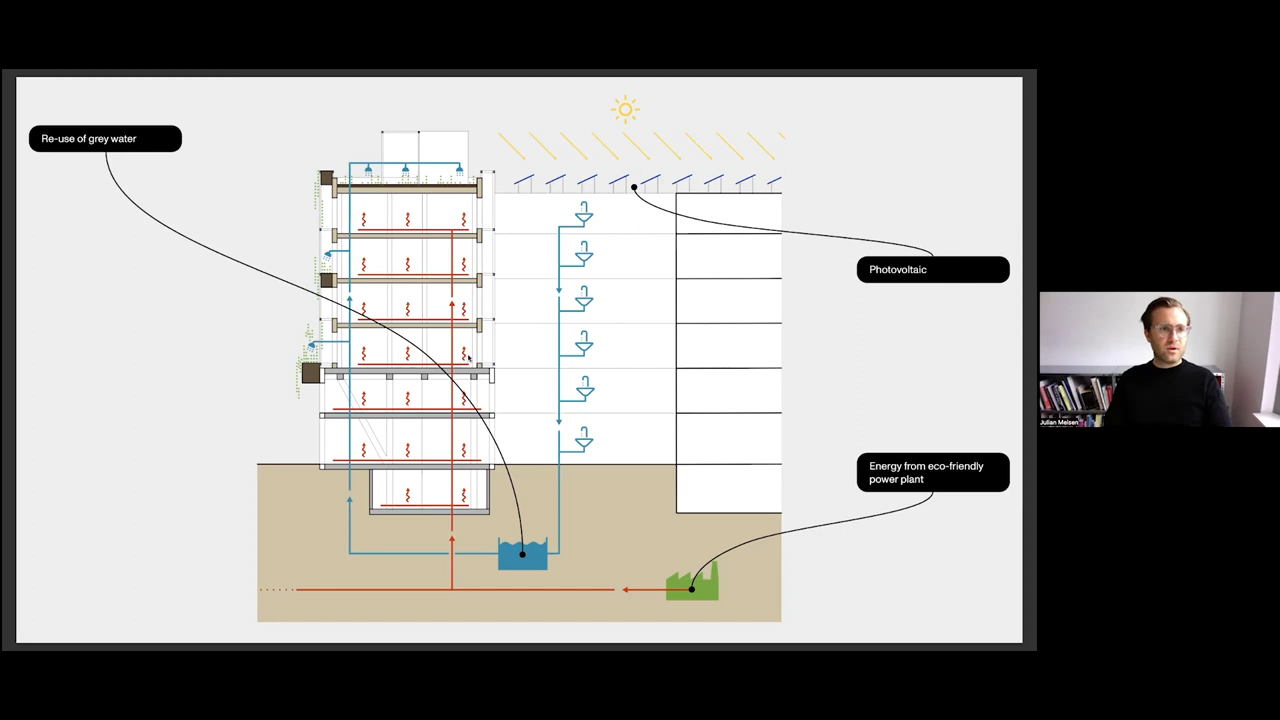 Re-use of grey water
Photovoltaic
Energy from eco-friendly
power plant
Julian Meisen